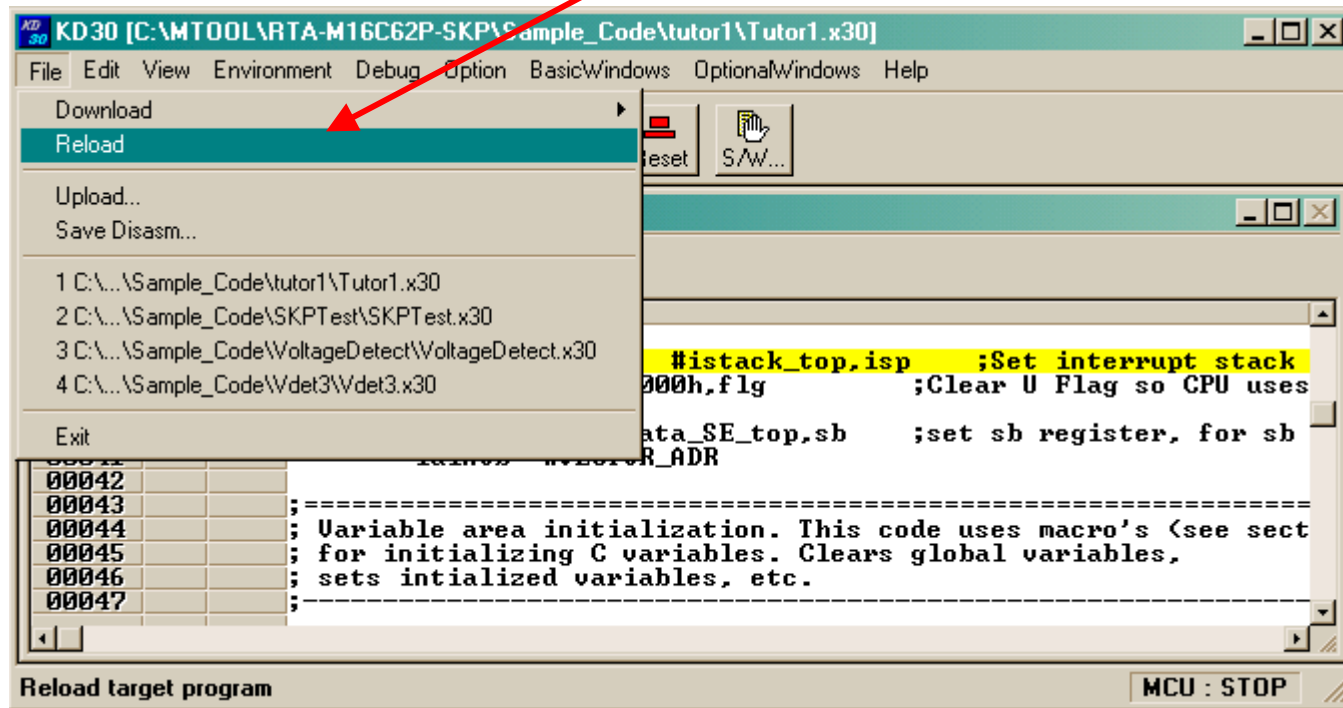 KD30 [C:\MTOOL\RTA-M16C62P-SKP\Sample_Code\tutor1\Tutor1.x30]
File Edit View Environment Debug Option BasicWindows OptionalWindows Help
Download
Reload
eset S/W...
Upload...
Save Disasm...
1 C:\...\Sample_Code\tutor1\Tutor1.x30
2 C:\...\Sample_Code\SKPTest\SKPTest.x30
3 C:\...\Sample_Code\VoltageDetect\VoltageDetect.x30
4 C:\...\Sample_Code\Vdet3\Vdet3.x30
Exit
#istack_top,isp ;Set interrupt stack
000h,flg ;Clear U Flag so CPU uses
ata_SE_top,sb ;set sb register, for sb
R_ADR
00042
00043 ;==========================================================
00044 ; Variable area initialization. This code uses macro's (see sect
00045 ; for initializing C variables. Clears global variables,
00046 ; sets intialized variables, etc.
00047 ;----------------------------------------------------------
Reload target program MCU : STOP